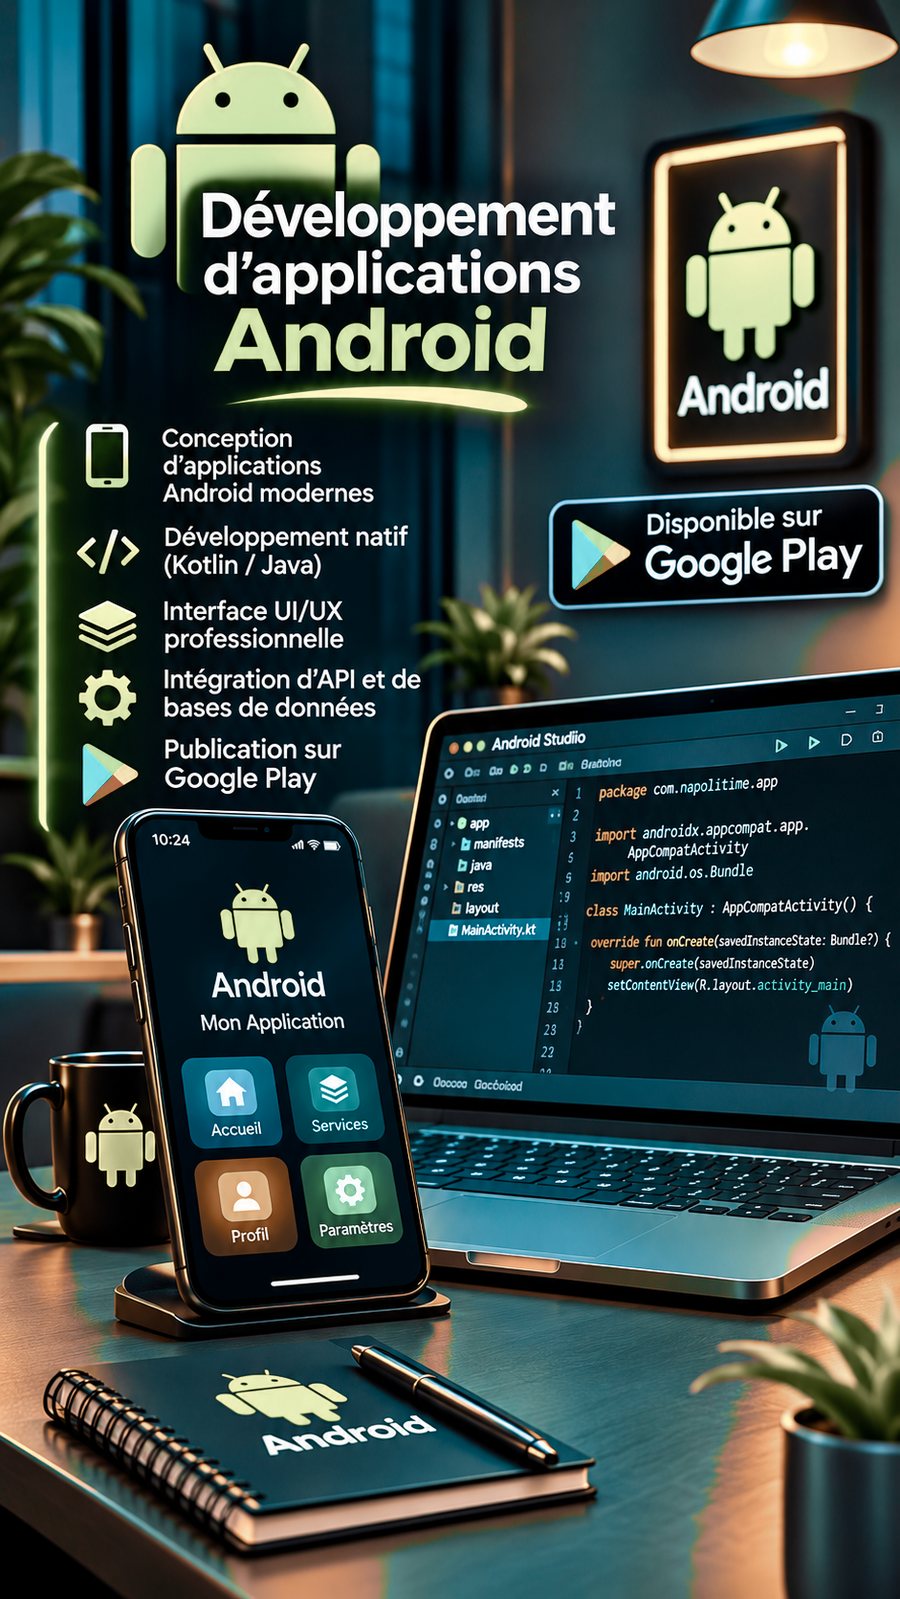 Développement
d'applications
Android
Conception
d'applications
Android modernes
Développement natif
(Kotlin / Java)
Interface UI/UX
professionnelle
Intégration d'API et de
bases de données
Publication sur
Google Play
Android
Disponible sur
Google Play
Android Studiio
app
manifests
java
res
layout
MainActivity.kt
1 package com.napolitime.app
2
3 import androidx.appcompat.app.
AppCompatActivity
import android.os.Bundle
class MainActivity : AppCompatActivity() {
override fun onCreate(savedInstanceState: Bundle?) {
super.onCreate(savedInstanceState)
setContentView(R.layout.activity_main)
}
}
10:24
Android
Mon Application
Accueil
Services
Profil
Paramètres
Android